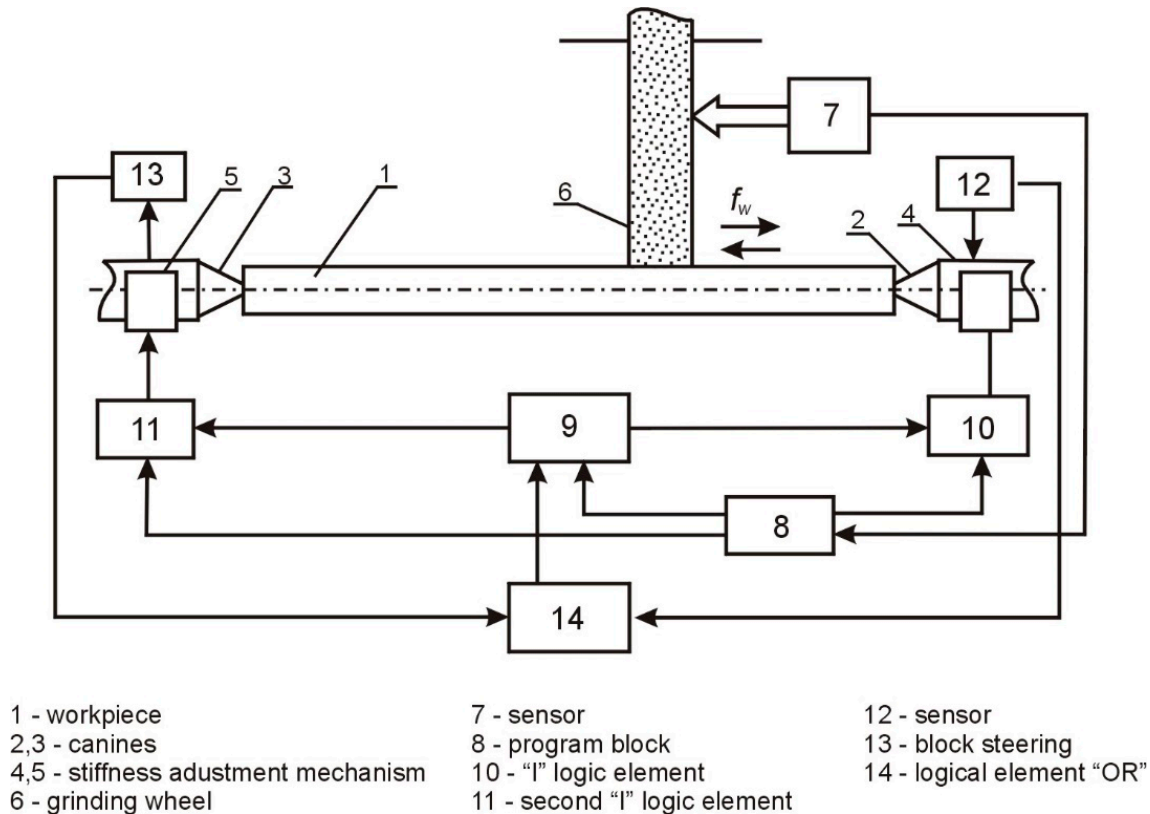 7
13
5
3
1
6
f_w
2
4
12
11
9
10
8
14
1 - workpiece
2,3 - canines
4,5 - stiffness adustment mechanism
6 - grinding wheel
7 - sensor
8 - program block
10 - “I” logic element
11 - second “I” logic element
12 - sensor
13 - block steering
14 - logical element “OR”